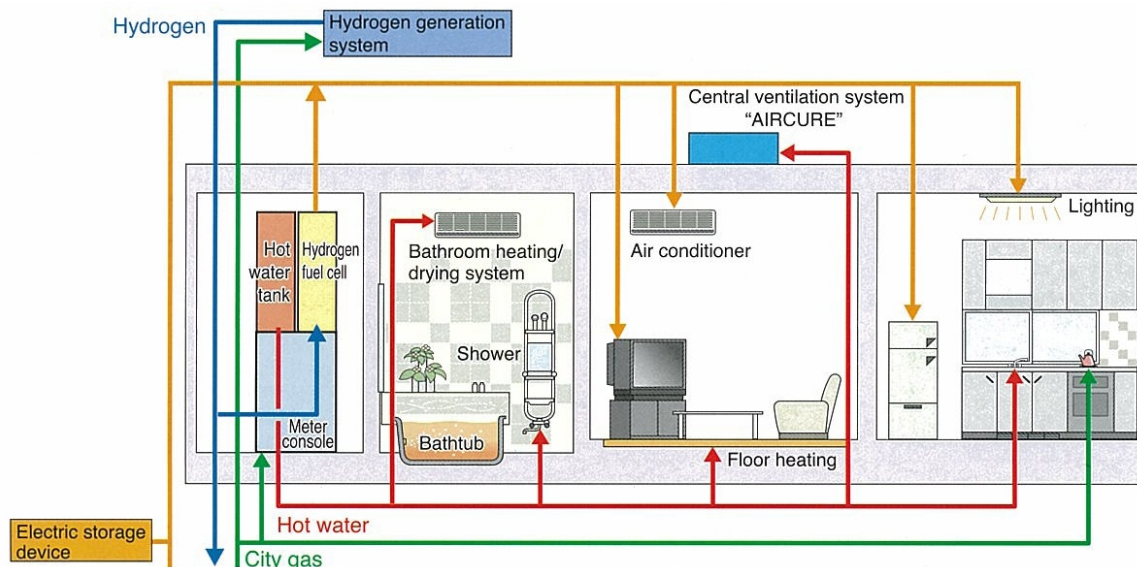 Hydrogen
Hydrogen generation
system
Central ventilation system
“AIRCURE”
Lighting
Hot
water
tank
Hydrogen
fuel cell
Bathroom heating/
drying system
Air conditioner
Shower
Meter
console
Bathtub
Floor heating
Hot water
Electric storage
device
City gas